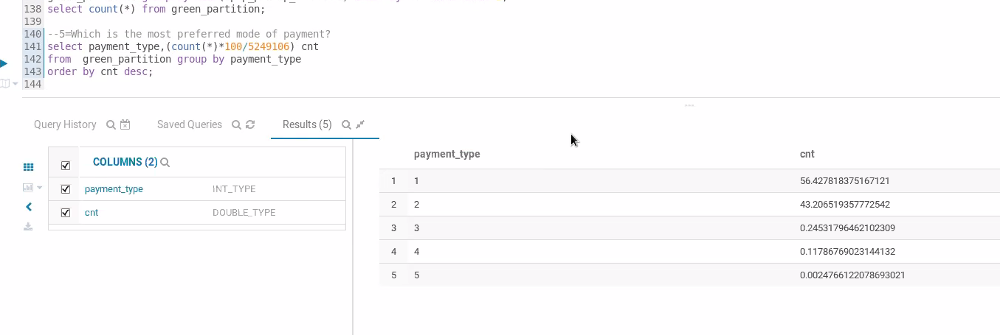 138 select count(*) from green_partition;
139
140 --5=Which is the most preferred mode of payment?
141 select payment_type,(count(*)*100/5249106) cnt
142 from  green_partition group by payment_type
143 order by cnt desc;
144
Query History Saved Queries Results (5)
COLUMNS (2)
payment_type INT_TYPE
cnt DOUBLE_TYPE
payment_type cnt
1 1 56.427818375167121
2 2 43.206519357772542
3 3 0.24531796462102309
4 4 0.11786769023144132
5 5 0.0024766122078693021